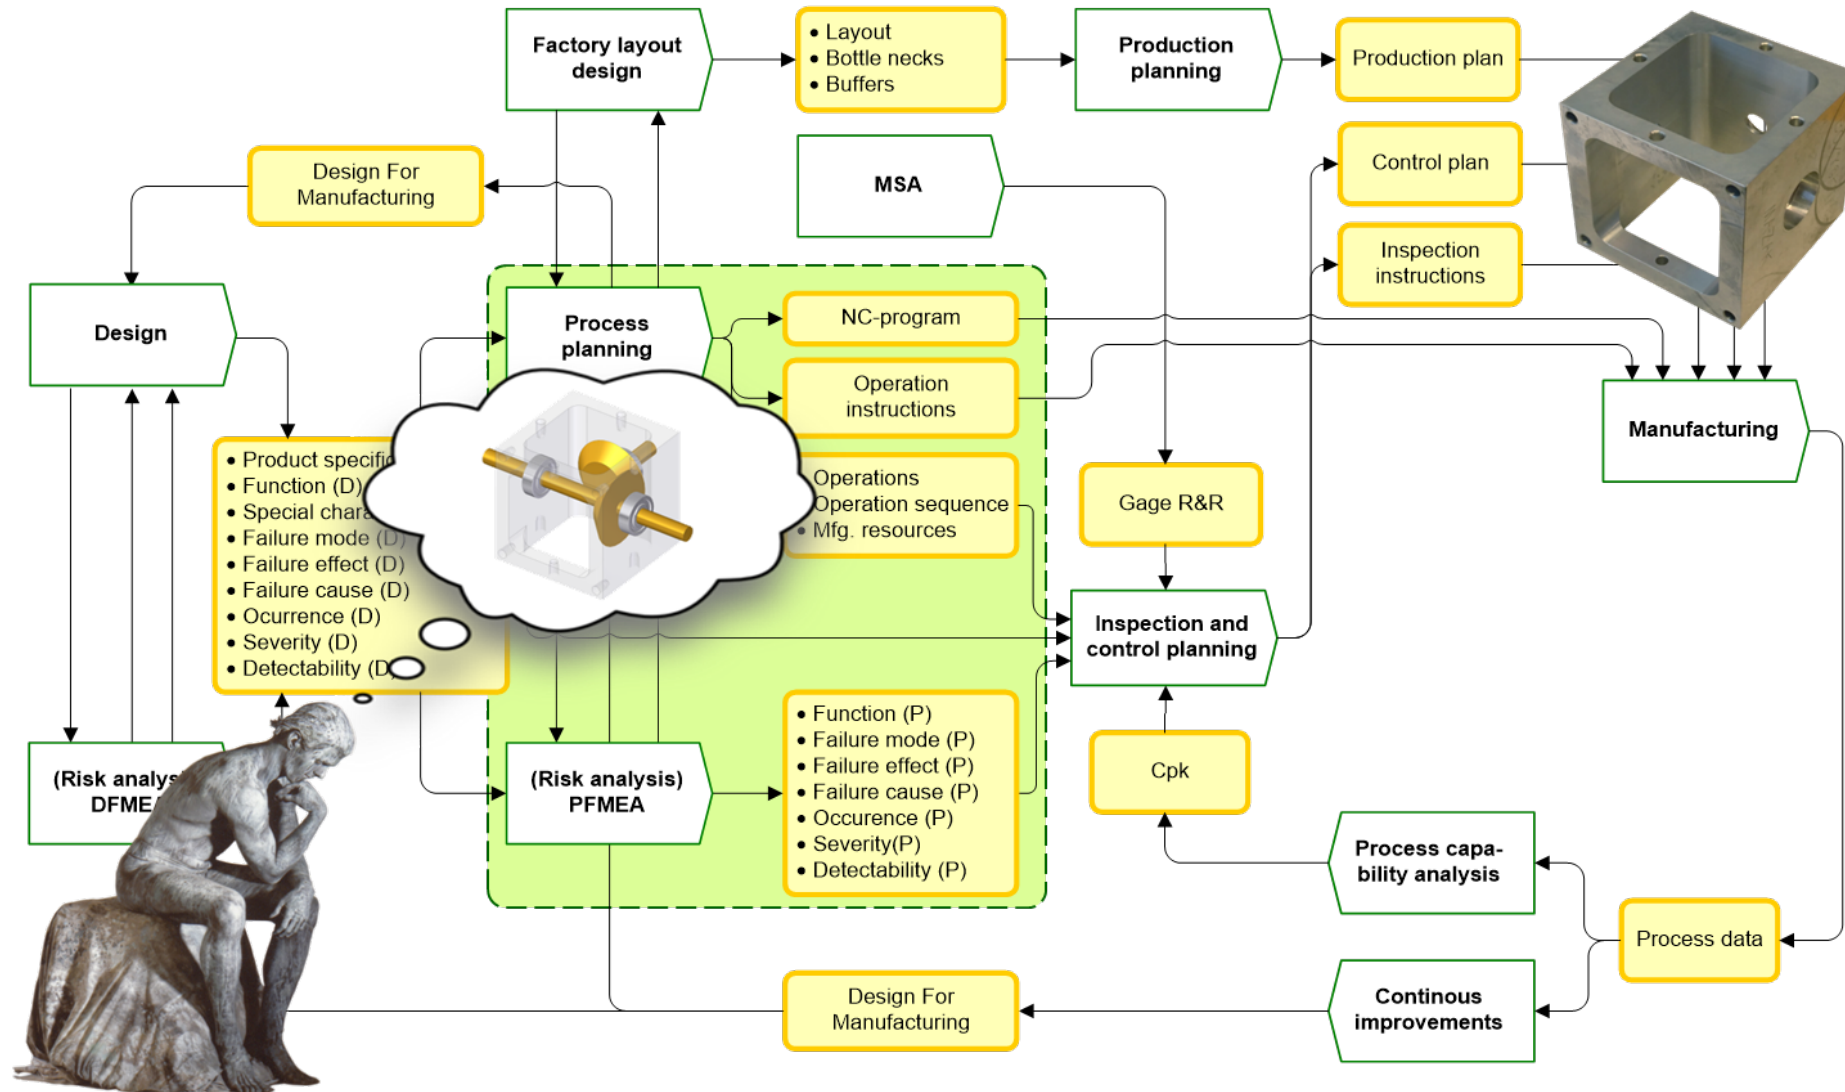 Factory layout
design
• Layout
• Bottle necks
• Buffers
Production
planning
Production plan
Design For
Manufacturing
MSA
Control plan
Inspection
instructions
Design
Process
planning
NC-program
Operation
instructions
Manufacturing
• Product specific
• Function (D)
• Special chara
• Failure mode (D)
• Failure effect (D)
• Failure cause (D)
• Ocurrence (D)
• Severity (D)
• Detectability (D)
Operations
Operation sequence
• Mfg. resources
Gage R&R
Inspection and
control planning
(Risk analysis
DFMEA
(Risk analysis)
PFMEA
• Function (P)
• Failure mode (P)
• Failure effect (P)
• Failure cause (P)
• Occurence (P)
• Severity(P)
• Detectability (P)
Cpk
Process capa-
bility analysis
Process data
Design For
Manufacturing
Continous
improvements